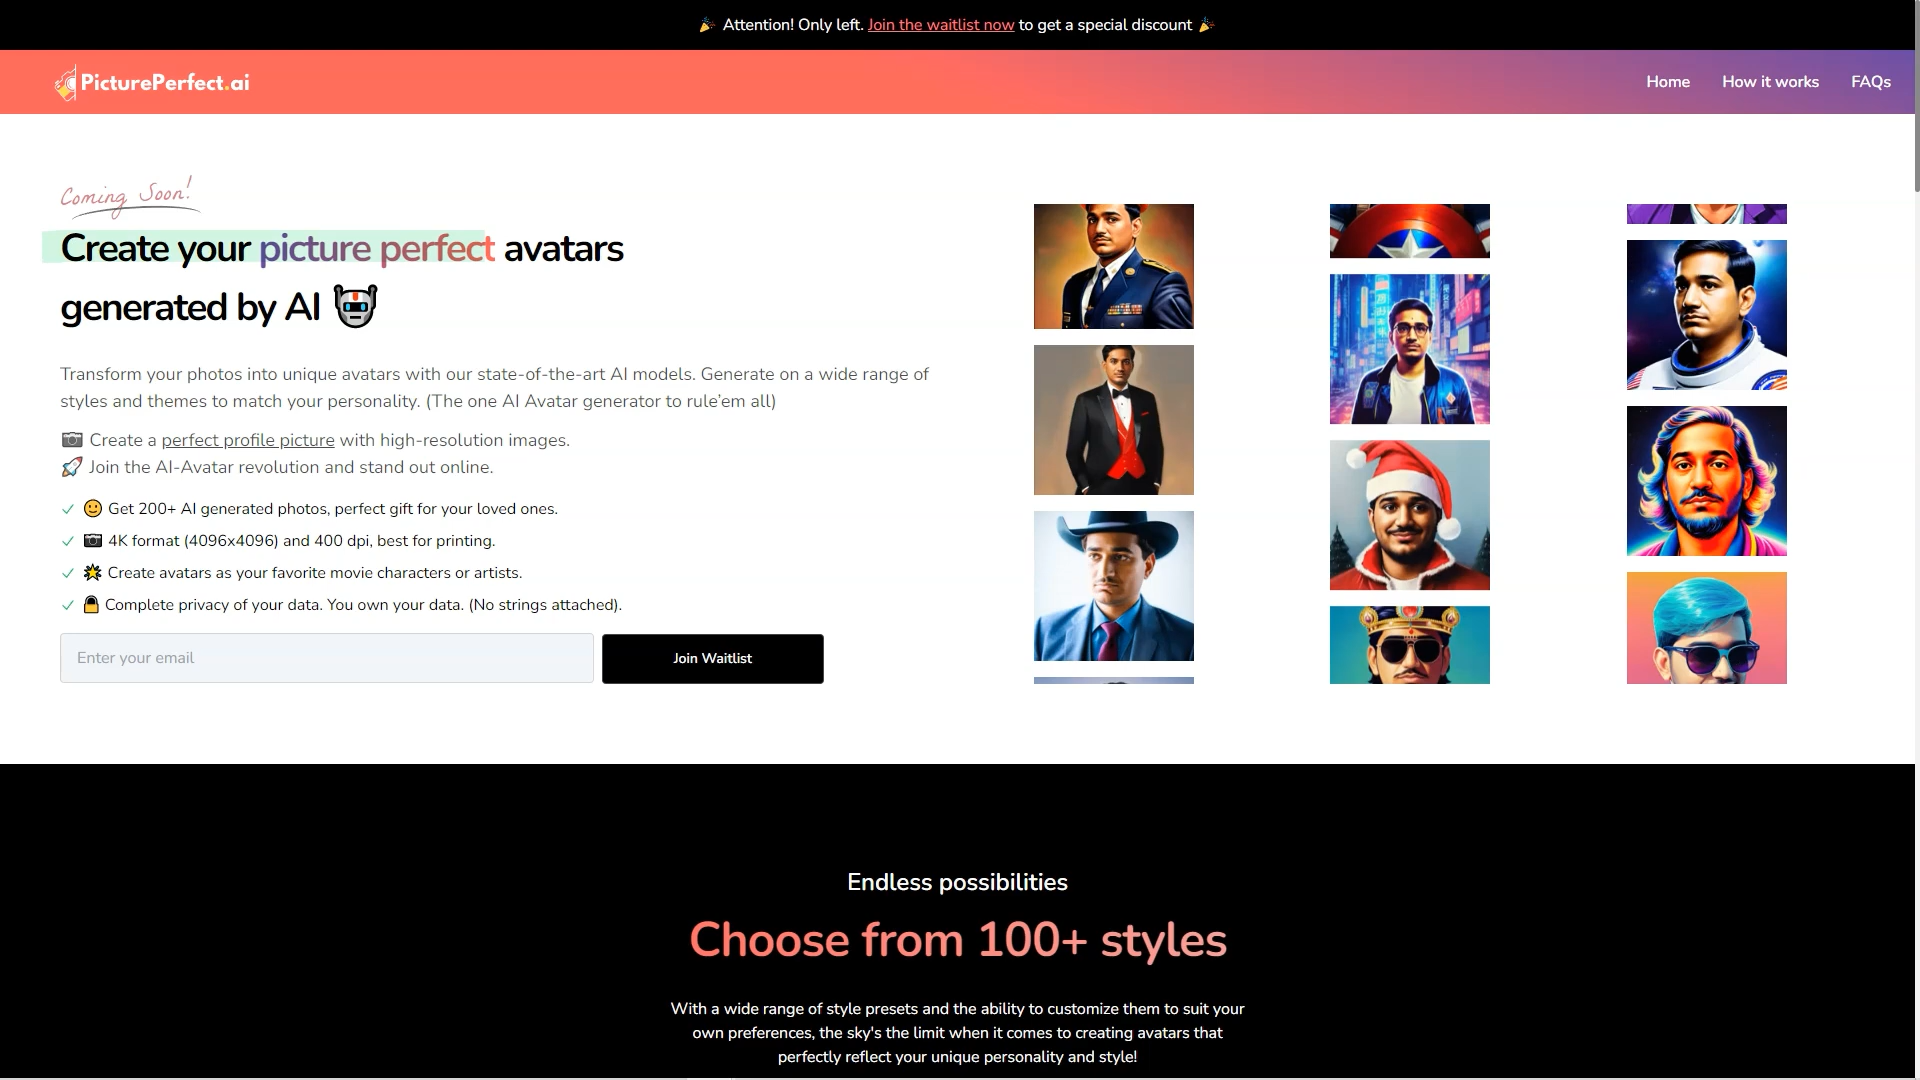 Attention! Only left. Join the waitlist now to get a special discount
PicturePerfect.ai
Home
How it works
FAQs
Coming Soon!
Create your picture perfect avatars
generated by AI
Transform your photos into unique avatars with our state-of-the-art AI models. Generate on a wide range of
styles and themes to match your personality. (The one AI Avatar generator to rule’em all)
Create a perfect profile picture with high-resolution images.
Join the AI-Avatar revolution and stand out online.
Get 200+ AI generated photos, perfect gift for your loved ones.
4K format (4096x4096) and 400 dpi, best for printing.
Create avatars as your favorite movie characters or artists.
Complete privacy of your data. You own your data. (No strings attached).
Enter your email
Join Waitlist
Endless possibilities
Choose from 100+ styles
With a wide range of style presets and the ability to customize them to suit your
own preferences, the sky's the limit when it comes to creating avatars that
perfectly reflect your unique personality and style!